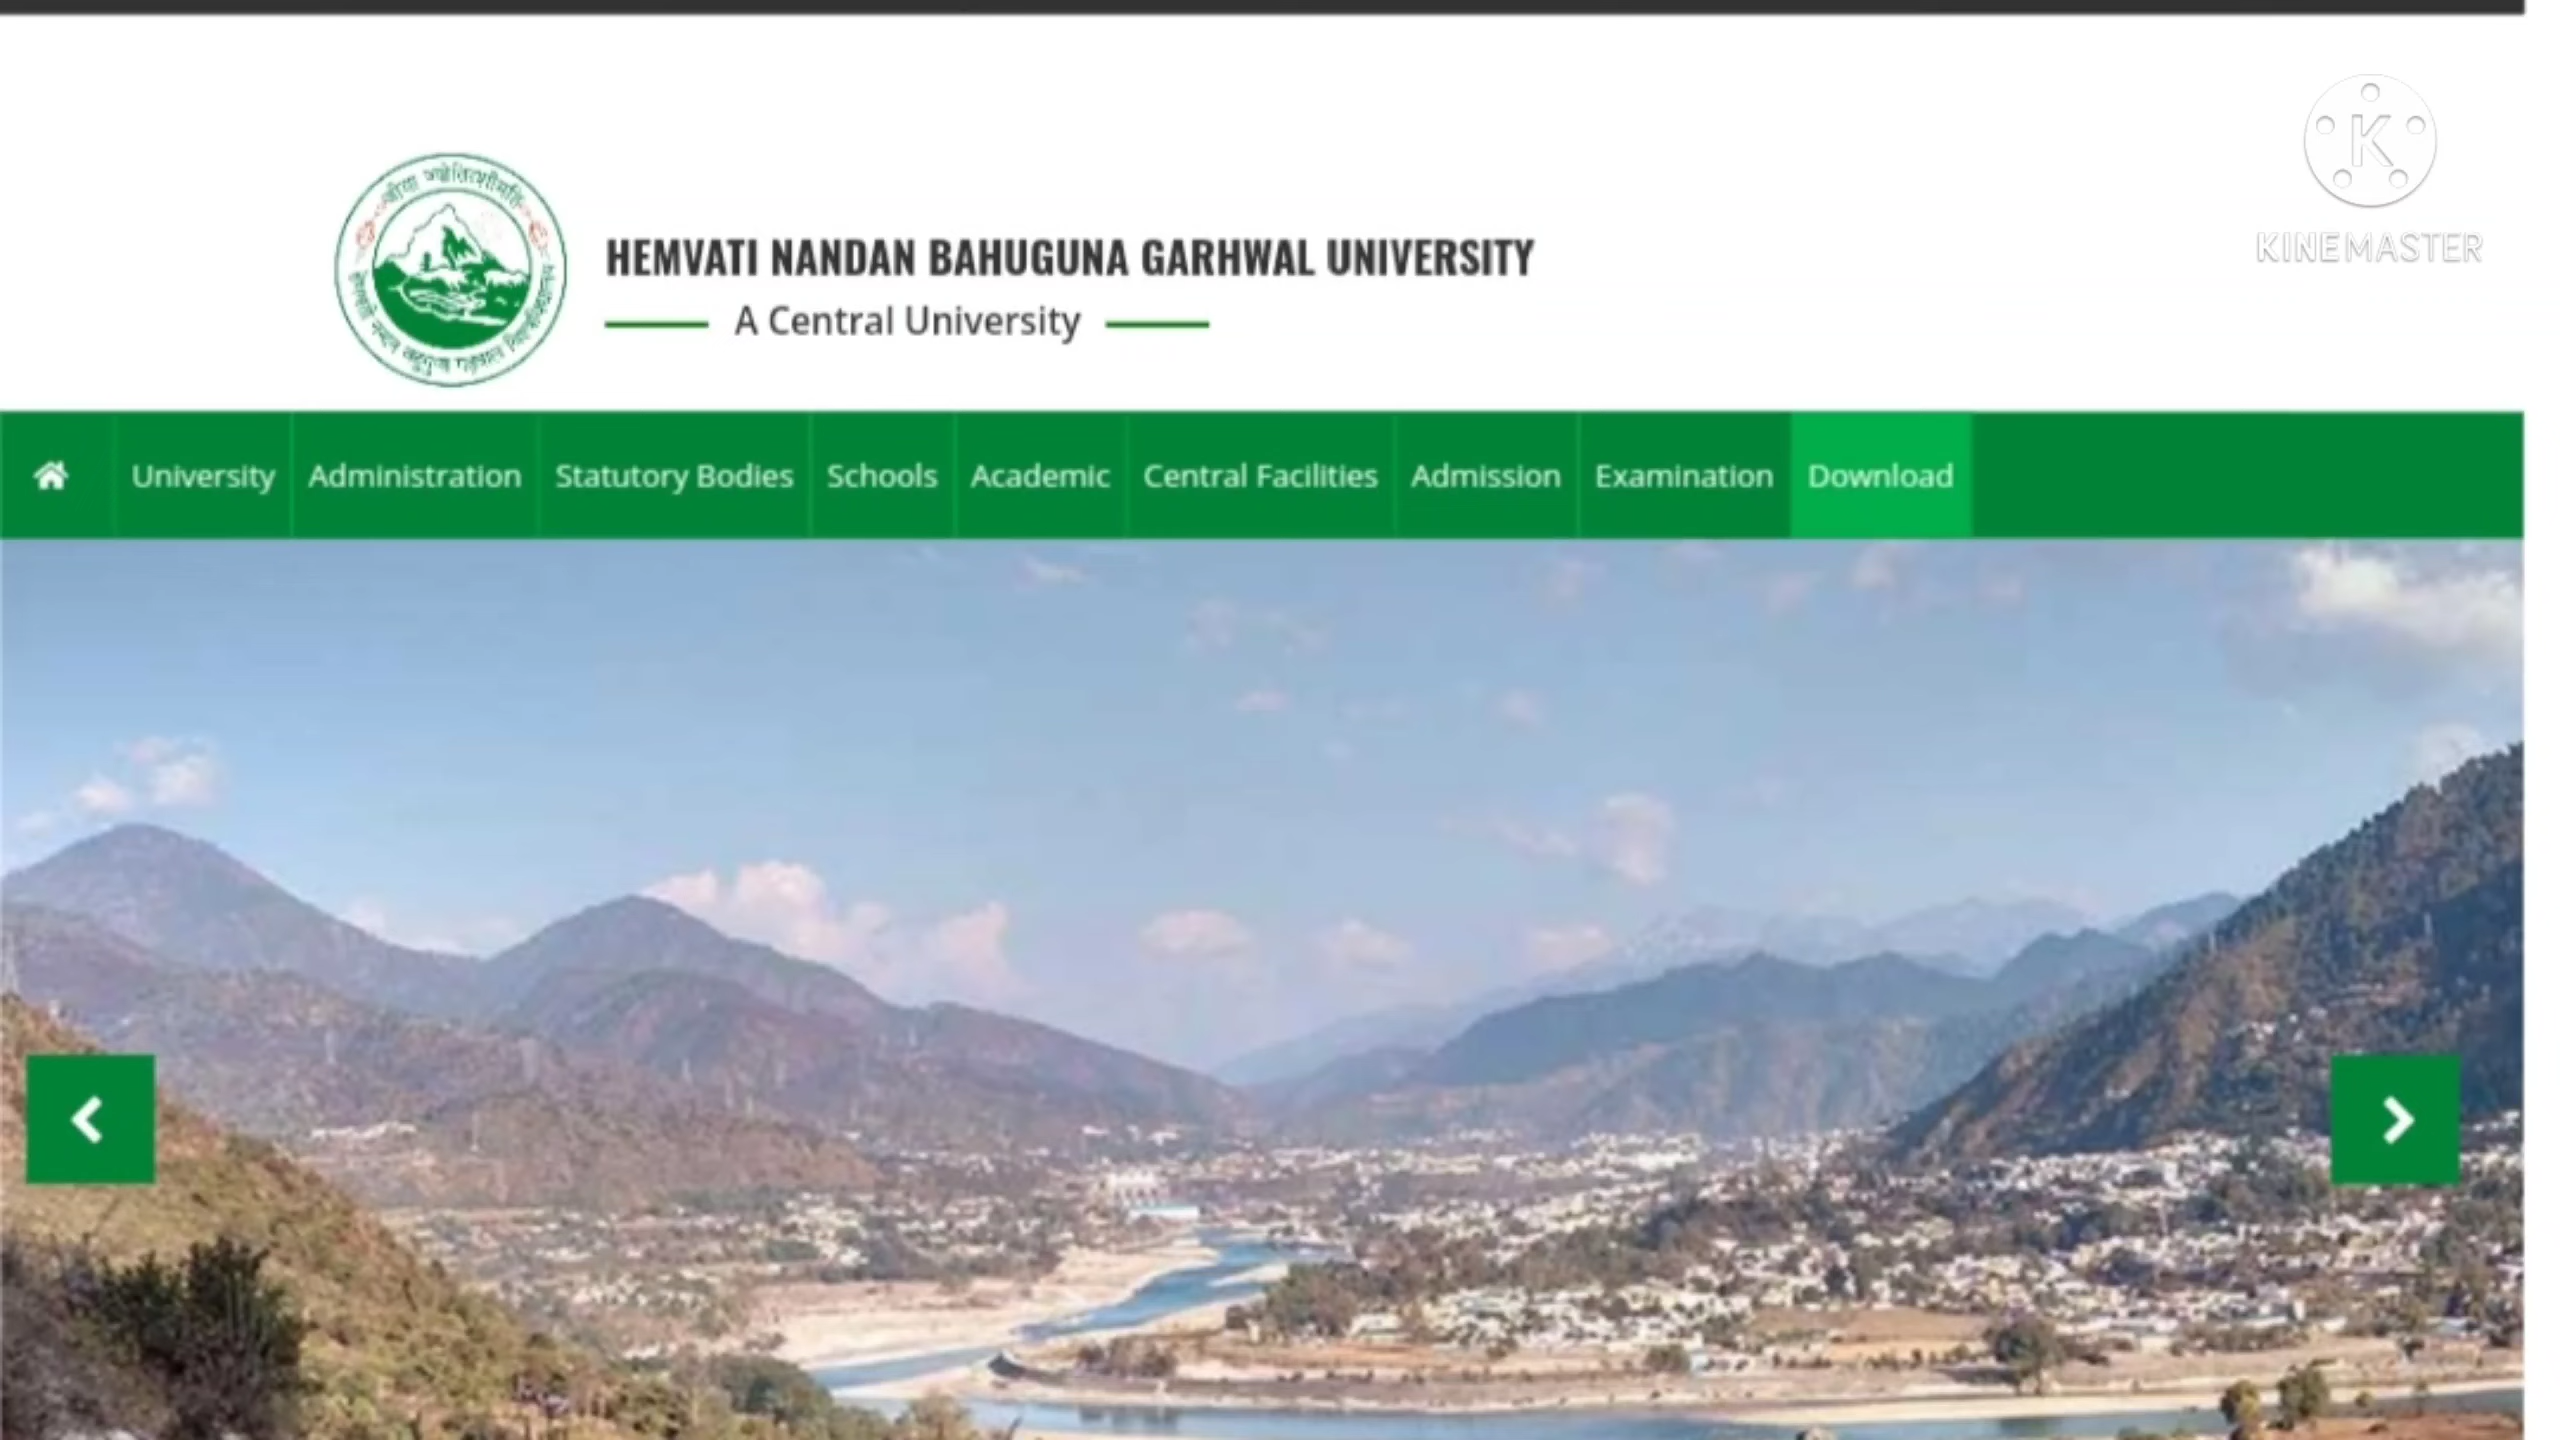 K
KINEMASTER
HEMVATI NANDAN BAHUGUNA GARHWAL UNIVERSITY
A Central University
University Administration Statutory Bodies Schools Academic Central Facilities Admission Examination Download